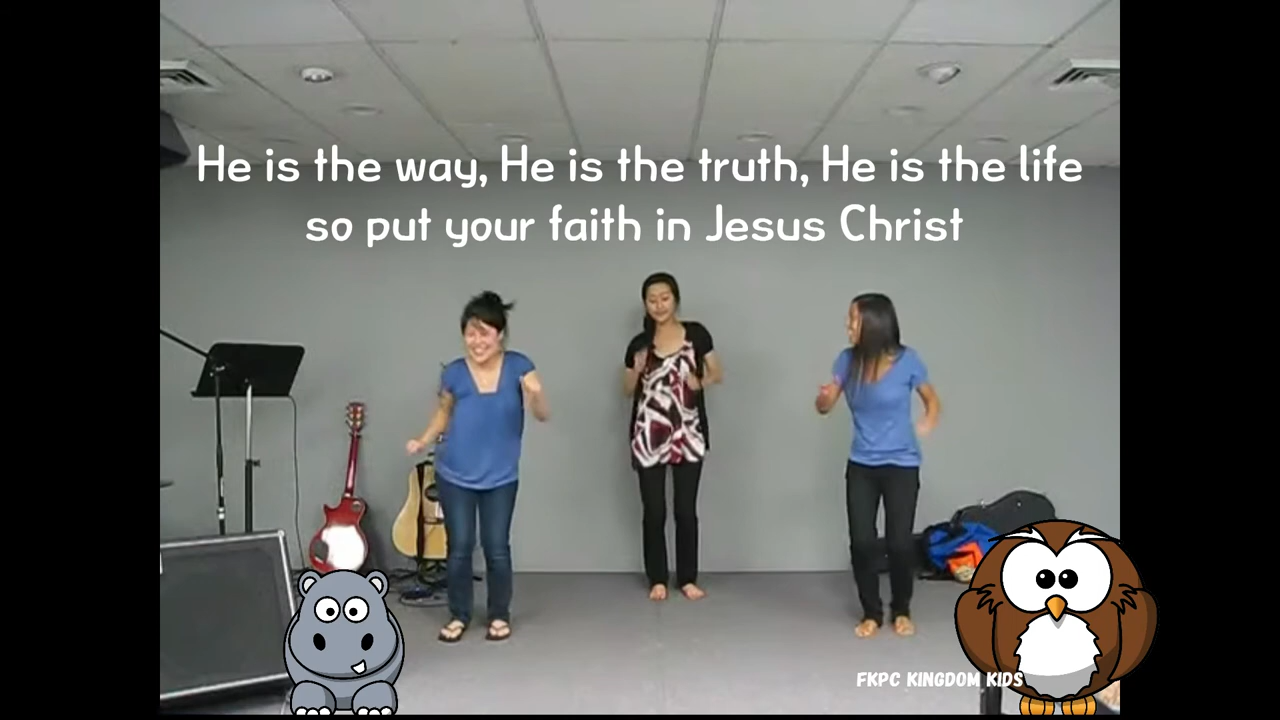 He is the way, He is the truth, He is the life
so put your faith in Jesus Christ
FKPC KINGDOM KIDS